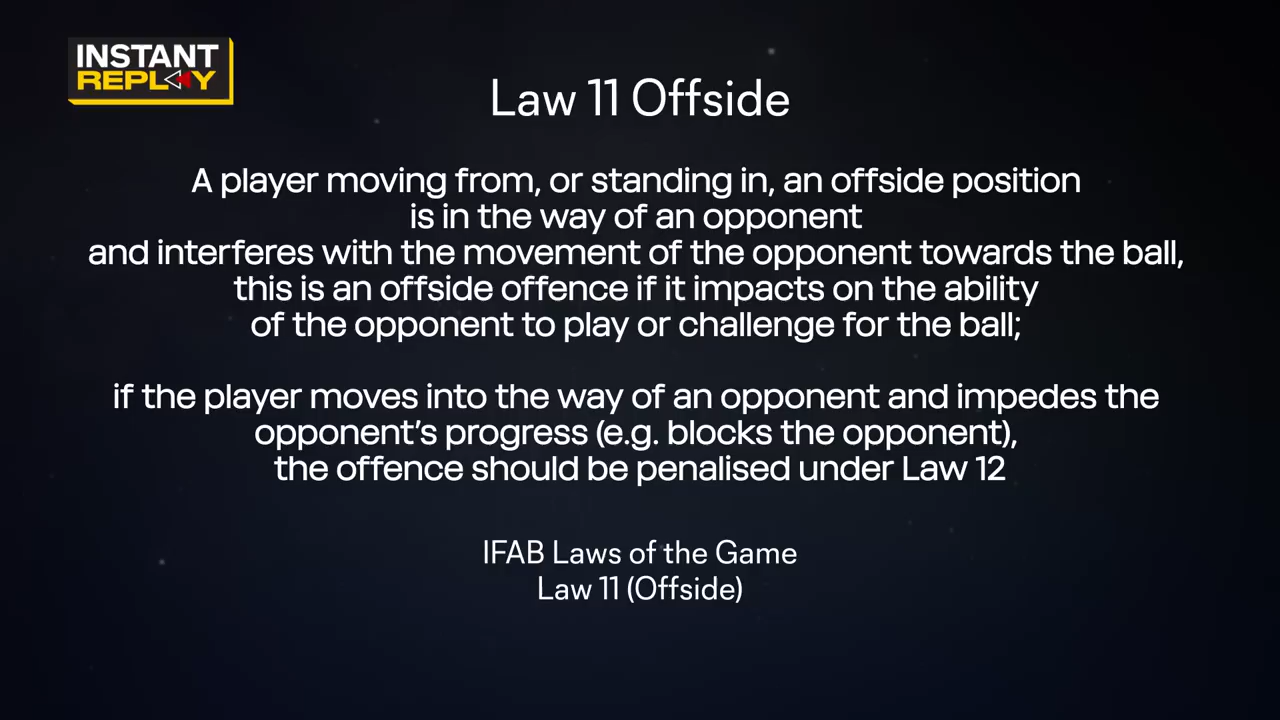 INSTANT
REPLAY
Law 11 Offside
A player moving from, or standing in, an offside position
is in the way of an opponent
and interferes with the movement of the opponent towards the ball,
this is an offside offence if it impacts on the ability
of the opponent to play or challenge for the ball;
if the player moves into the way of an opponent and impedes the
opponent's progress (e.g. blocks the opponent),
the offence should be penalised under Law 12
IFAB Laws of the Game
Law 11 (Offside)